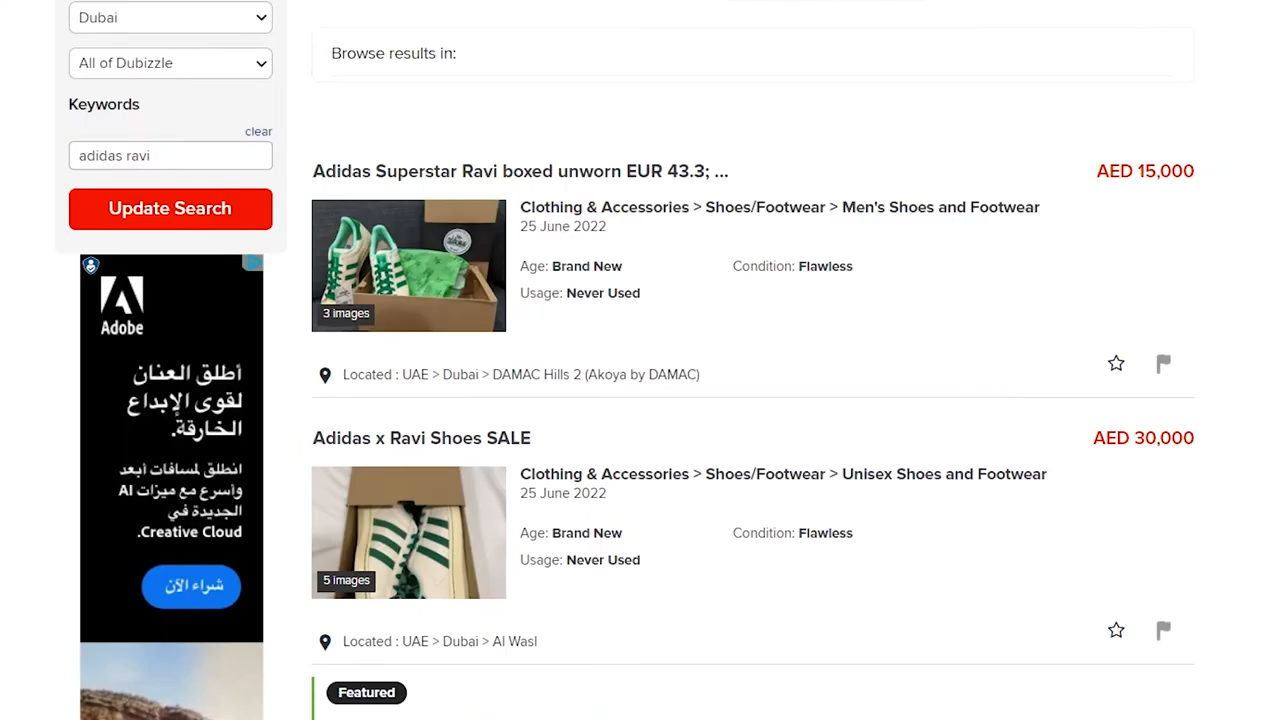 Dubai
All of Dubizzle
Keywords
clear
adidas ravi
Update Search
Adobe
أطلق العنان
لقوى الإبداع
الخارقة.
انطلق لمسافات أبعد
وأسرع مع ميزات AI
الجديدة في
Creative Cloud.
شراء الآن
Browse results in:
Adidas Superstar Ravi boxed unworn EUR 43.3; ...
AED 15,000
Clothing & Accessories > Shoes/Footwear > Men's Shoes and Footwear
25 June 2022
Age: Brand New
Condition: Flawless
Usage: Never Used
3 images
Located : UAE > Dubai > DAMAC Hills 2 (Akoya by DAMAC)
Adidas x Ravi Shoes SALE
AED 30,000
Clothing & Accessories > Shoes/Footwear > Unisex Shoes and Footwear
25 June 2022
Age: Brand New
Condition: Flawless
Usage: Never Used
5 images
Located : UAE > Dubai > Al Wasl
Featured